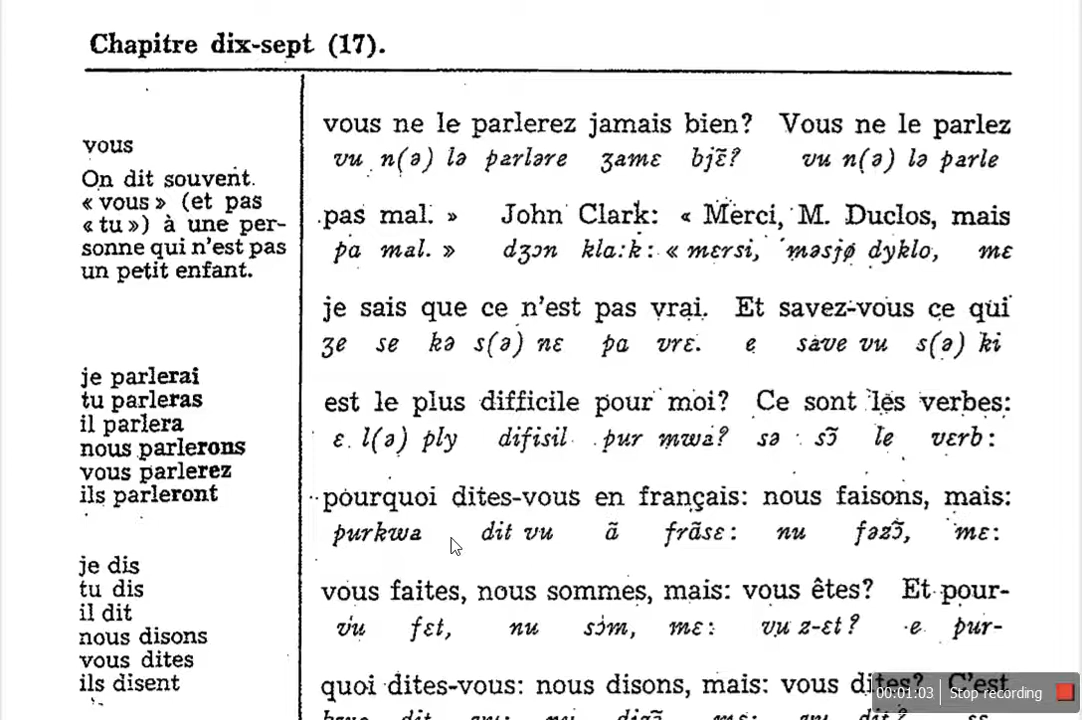 Chapitre dix-sept (17).
vous
On dit souvent.
« vous » (et pas
« tu ») à une per-
sonne qui n'est pas
un petit enfant.
je parlerai
tu parleras
il parlera
nous parlerons
vous parlerez
ils parleront
je dis
tu dis
il dit
nous disons
vous dites
ils disent
vous ne le parlerez jamais bien? Vous ne le parlez
vu n(ə) lə parləre ʒamɛ bjɛ̃? vu n(ə) lə parle
pas mal. » John Clark: « Merci, M. Duclos, mais
pa mal. » dʒɔn kla:k: « mɛrsi, məsjø dyklo, mɛ
je sais que ce n'est pas vrai. Et savez-vous ce qui
ʒe se kə s(ə) nɛ pa vrɛ. e save vu s(ə) ki
est le plus difficile pour moi? Ce sont les verbes:
ɛ l(ə) ply difisil pur mwa? sə sɔ̃ le vɛrb:
pourquoi dites-vous en français: nous faisons, mais:
purkwa dit vu ã frãsɛ: nu fəzɔ̃, mɛ:
vous faites, nous sommes, mais: vous êtes? Et pour-
vu fɛt, nu sɔm, mɛ: vu z-ɛt? e pur-
quoi dites-vous: nous disons, mais: vous dites? C'est
00:01:03 Stop recording